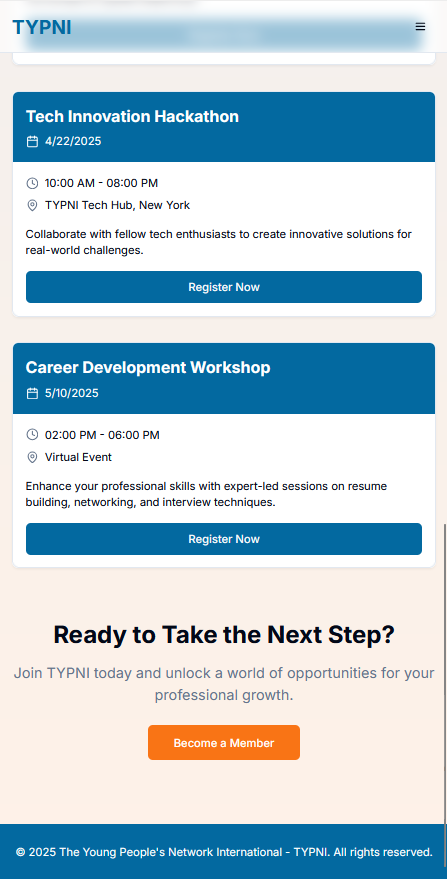 TYPNI
Tech Innovation Hackathon
4/22/2025
10:00 AM - 08:00 PM
TYPNI Tech Hub, New York
Collaborate with fellow tech enthusiasts to create innovative solutions for
real-world challenges.
Register Now
Career Development Workshop
5/10/2025
02:00 PM - 06:00 PM
Virtual Event
Enhance your professional skills with expert-led sessions on resume
building, networking, and interview techniques.
Register Now
Ready to Take the Next Step?
Join TYPNI today and unlock a world of opportunities for your
professional growth.
Become a Member
© 2025 The Young People's Network International - TYPNI. All rights reserved.